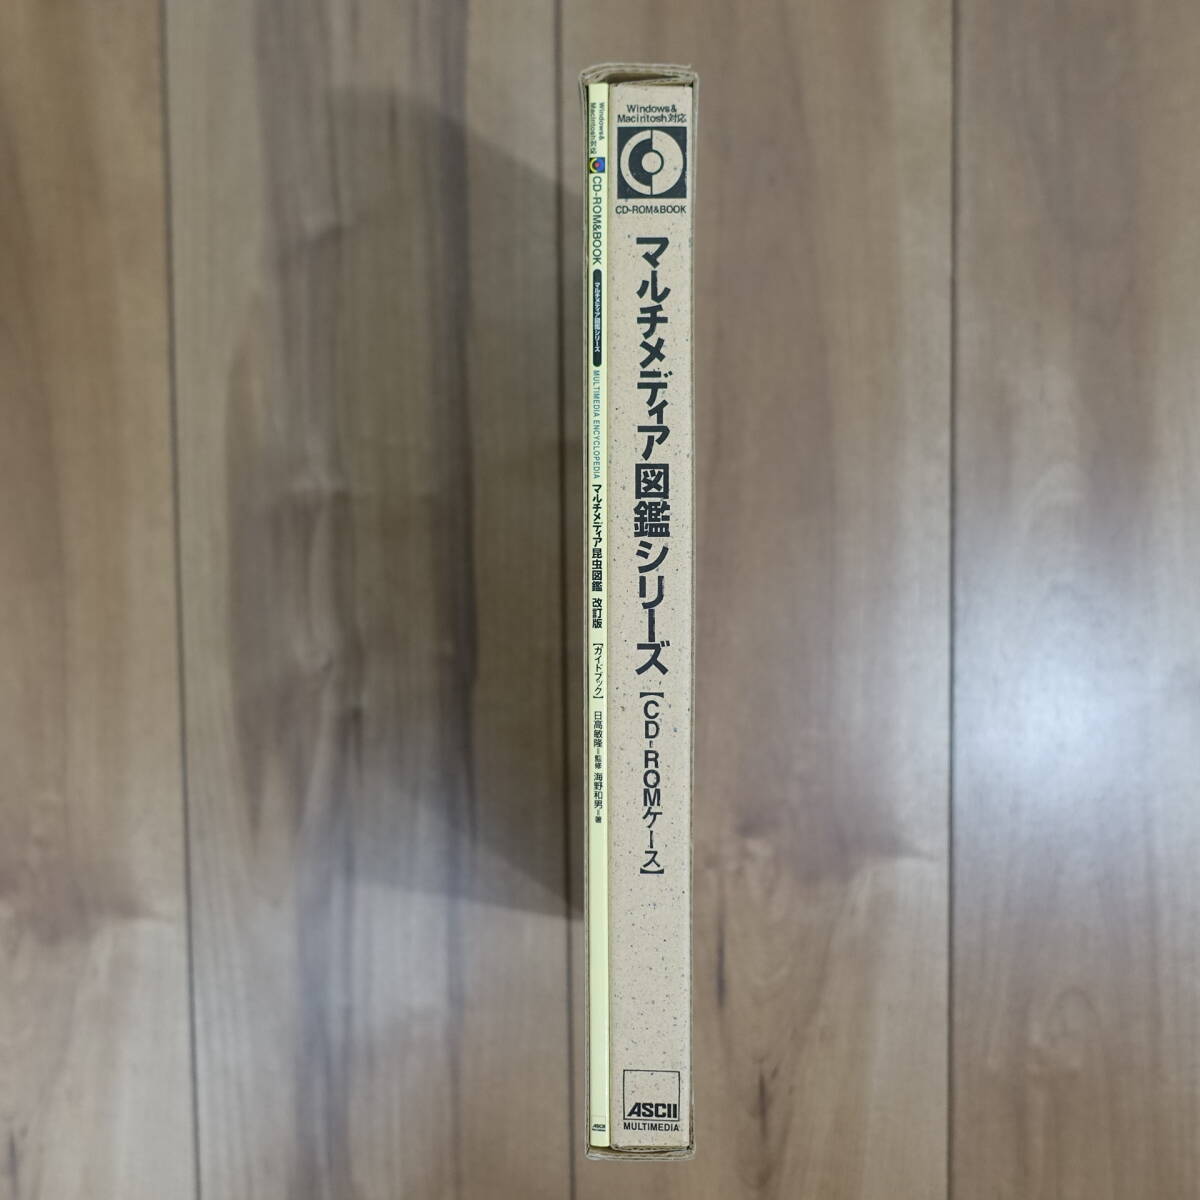 Windows&
Macintosh対応
CD-ROM&BOOK
マルチメディア図鑑シリーズ
MULTIMEDIA ENCYCLOPEDIA
マルチメディア昆虫図鑑 改訂版
【ガイドブック】
日高敏隆=監修 海野和男=著
ASCII
Windows&
Macintosh対応
CD-ROM&BOOK
マルチメディア図鑑シリーズ【CD-ROMケース】
ASCII
MULTIMEDIA